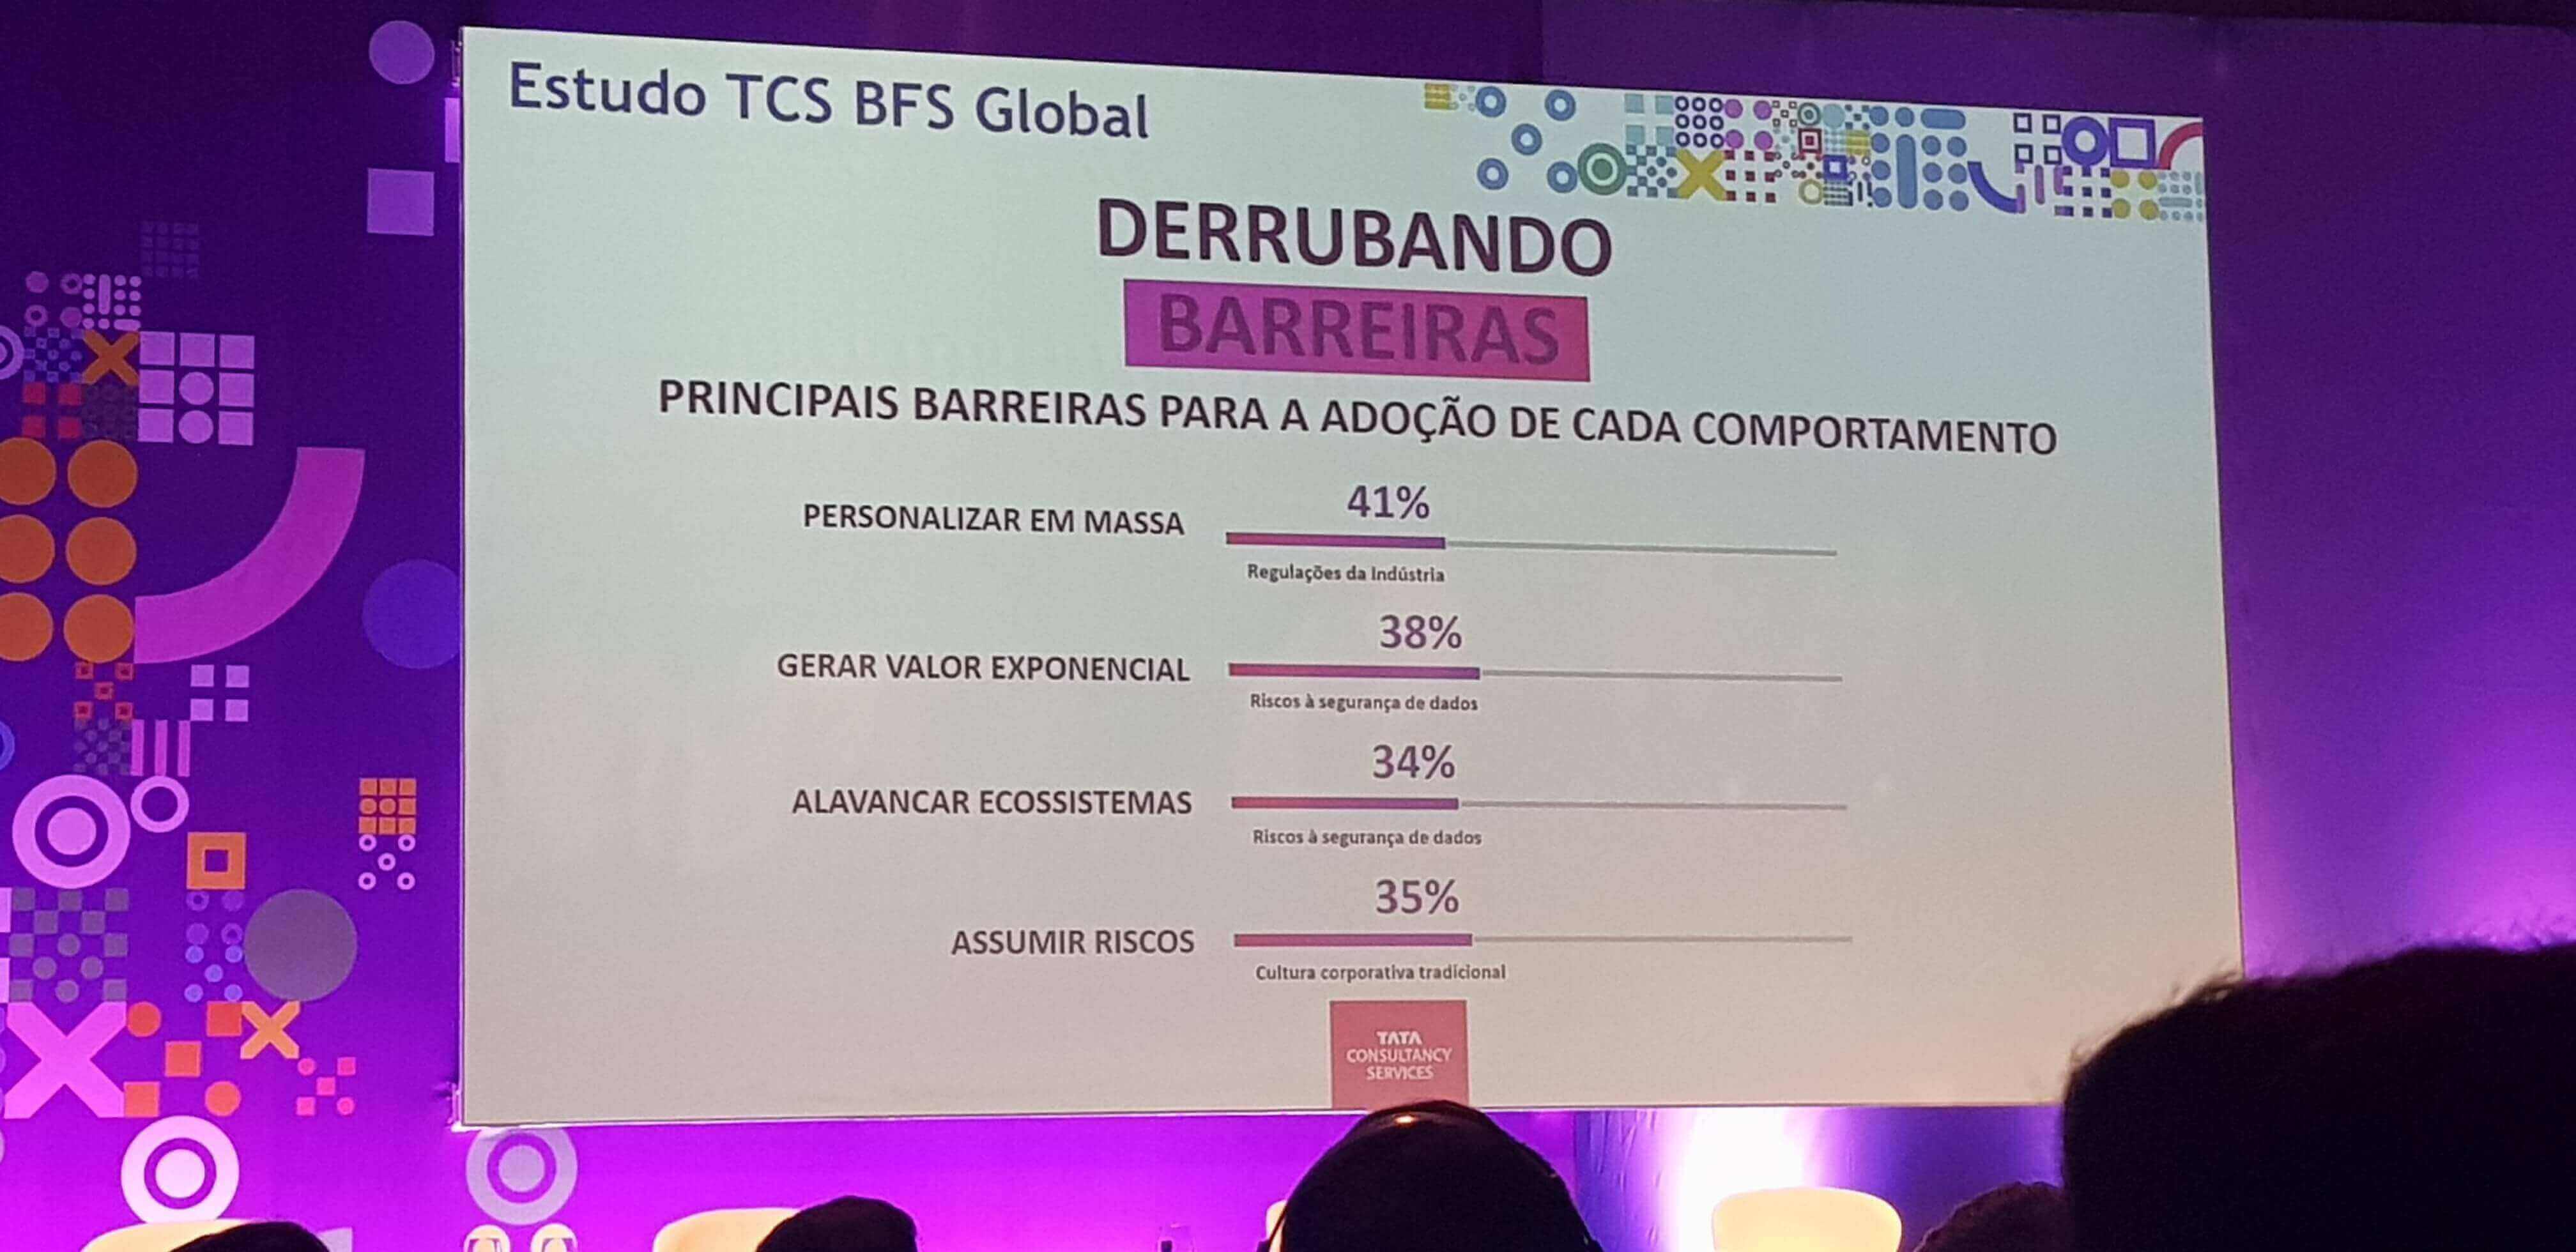 Estudo TCS BFS Global
DERRUBANDO
BARREIRAS
PRINCIPAIS BARREIRAS PARA A ADOÇÃO DE CADA COMPORTAMENTO
PERSONALIZAR EM MASSA
41%
Regulações da Indústria
GERAR VALOR EXPONENCIAL
38%
Riscos à segurança de dados
ALAVANCAR ECOSSISTEMAS
34%
Riscos à segurança de dados
ASSUMIR RISCOS
35%
Cultura corporativa tradicional
TATA
CONSULTANCY
SERVICES